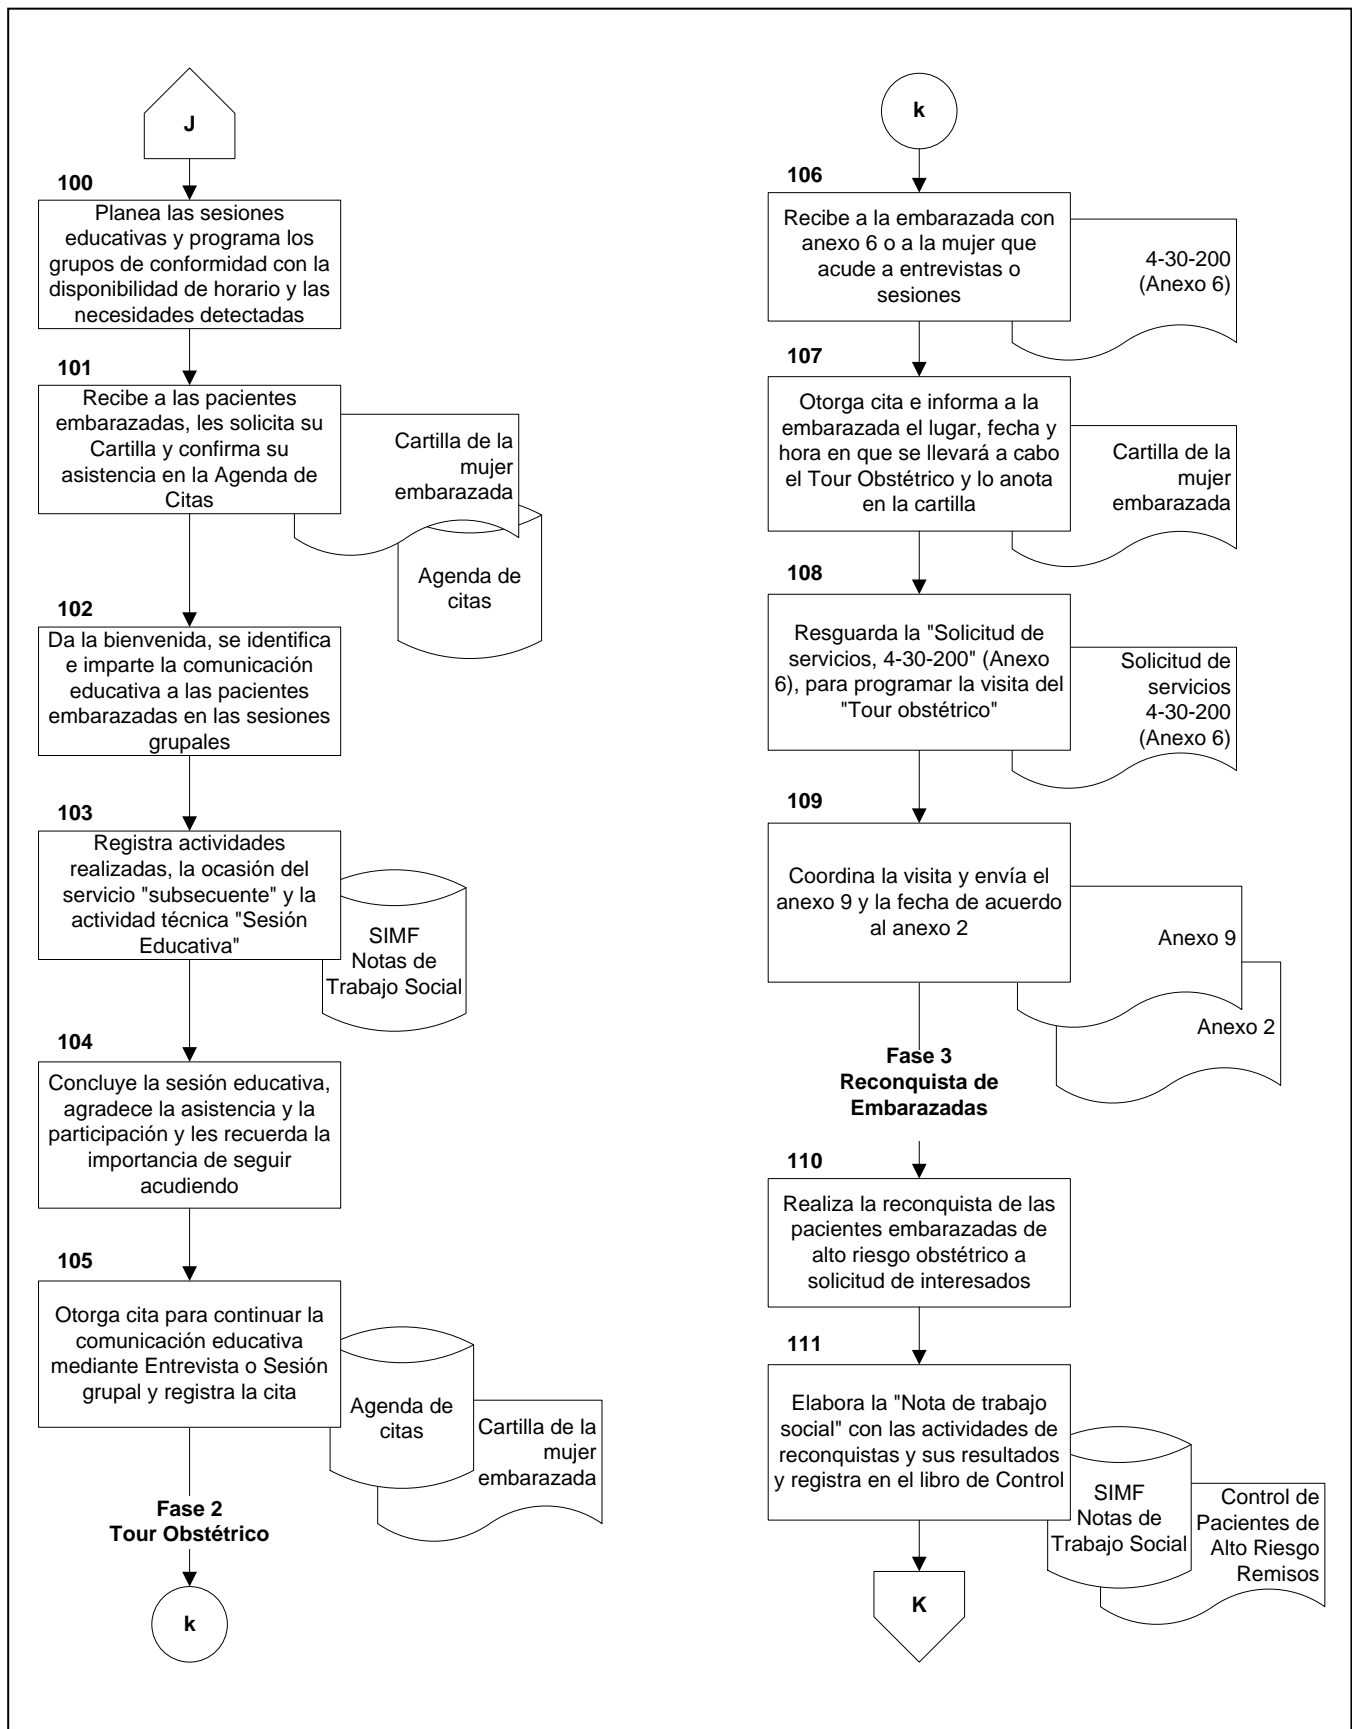 J
100
Planea las sesiones
educativas y programa los
grupos de conformidad con la
disponibilidad de horario y las
necesidades detectadas
101
Recibe a las pacientes
embarazadas, les solicita su
Cartilla y confirma su
asistencia en la Agenda de
Citas
Cartilla de la
mujer
embarazada
Agenda de
citas
102
Da la bienvenida, se identifica
e imparte la comunicación
educativa a las pacientes
embarazadas en las sesiones
grupales
103
Registra actividades
realizadas, la ocasión del
servicio "subsecuente" y la
actividad técnica "Sesión
Educativa"
SIMF
Notas de
Trabajo Social
104
Concluye la sesión educativa,
agradece la asistencia y la
participación y les recuerda la
importancia de seguir
acudiendo
105
Otorga cita para continuar la
comunicación educativa
mediante Entrevista o Sesión
grupal y registra la cita
Agenda de
citas
Cartilla de la
mujer
embarazada
Fase 2
Tour Obstétrico
k
k
106
Recibe a la embarazada con
anexo 6 o a la mujer que
acude a entrevistas o
sesiones
4-30-200
(Anexo 6)
107
Otorga cita e informa a la
embarazada el lugar, fecha y
hora en que se llevará a cabo
el Tour Obstétrico y lo anota
en la cartilla
Cartilla de la
mujer
embarazada
108
Resguarda la "Solicitud de
servicios, 4-30-200" (Anexo
6), para programar la visita del
"Tour obstétrico"
Solicitud de
servicios
4-30-200
(Anexo 6)
109
Coordina la visita y envía el
anexo 9 y la fecha de acuerdo
al anexo 2
Anexo 9
Anexo 2
Fase 3
Reconquista de
Embarazadas
110
Realiza la reconquista de las
pacientes embarazadas de
alto riesgo obstétrico a
solicitud de interesados
111
Elabora la "Nota de trabajo
social" con las actividades de
reconquistas y sus resultados
y registra en el libro de Control
SIMF
Notas de
Trabajo Social
Control de
Pacientes de
Alto Riesgo
Remisos
K